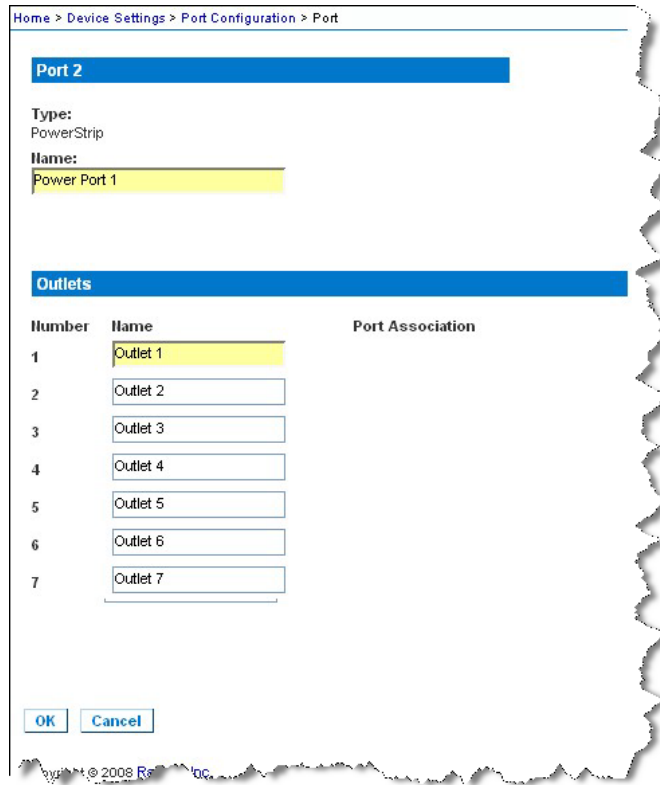 Home > Device Settings > Port Configuration > Port
Port 2
Type:
PowerStrip
Name:
Power Port 1
Outlets
Number Name Port Association
1 Outlet 1
2 Outlet 2
3 Outlet 3
4 Outlet 4
5 Outlet 5
6 Outlet 6
7 Outlet 7
OK Cancel
© 2008 Inc.